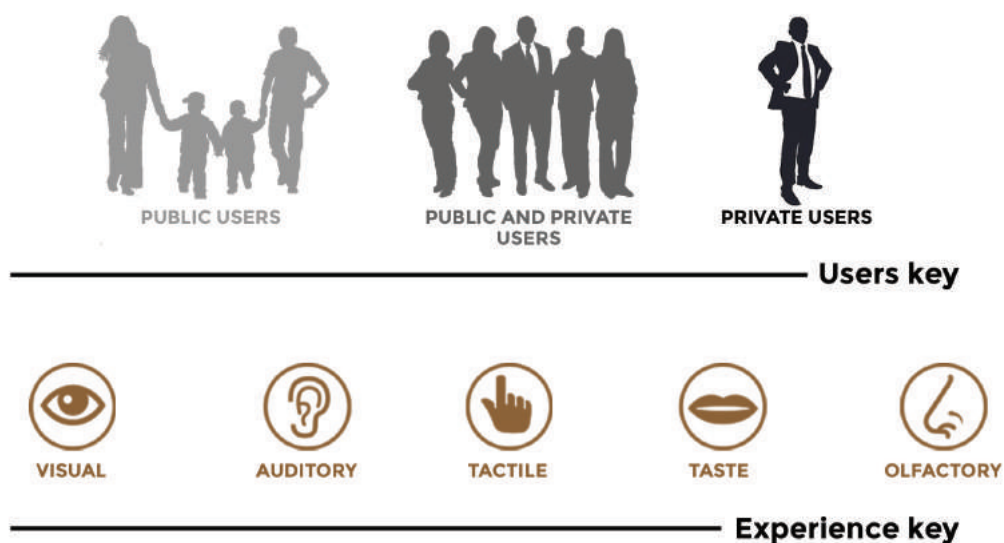 PUBLIC USERS
PUBLIC AND PRIVATE
USERS
PRIVATE USERS
Users key
VISUAL
AUDITORY
TACTILE
TASTE
OLFACTORY
Experience key